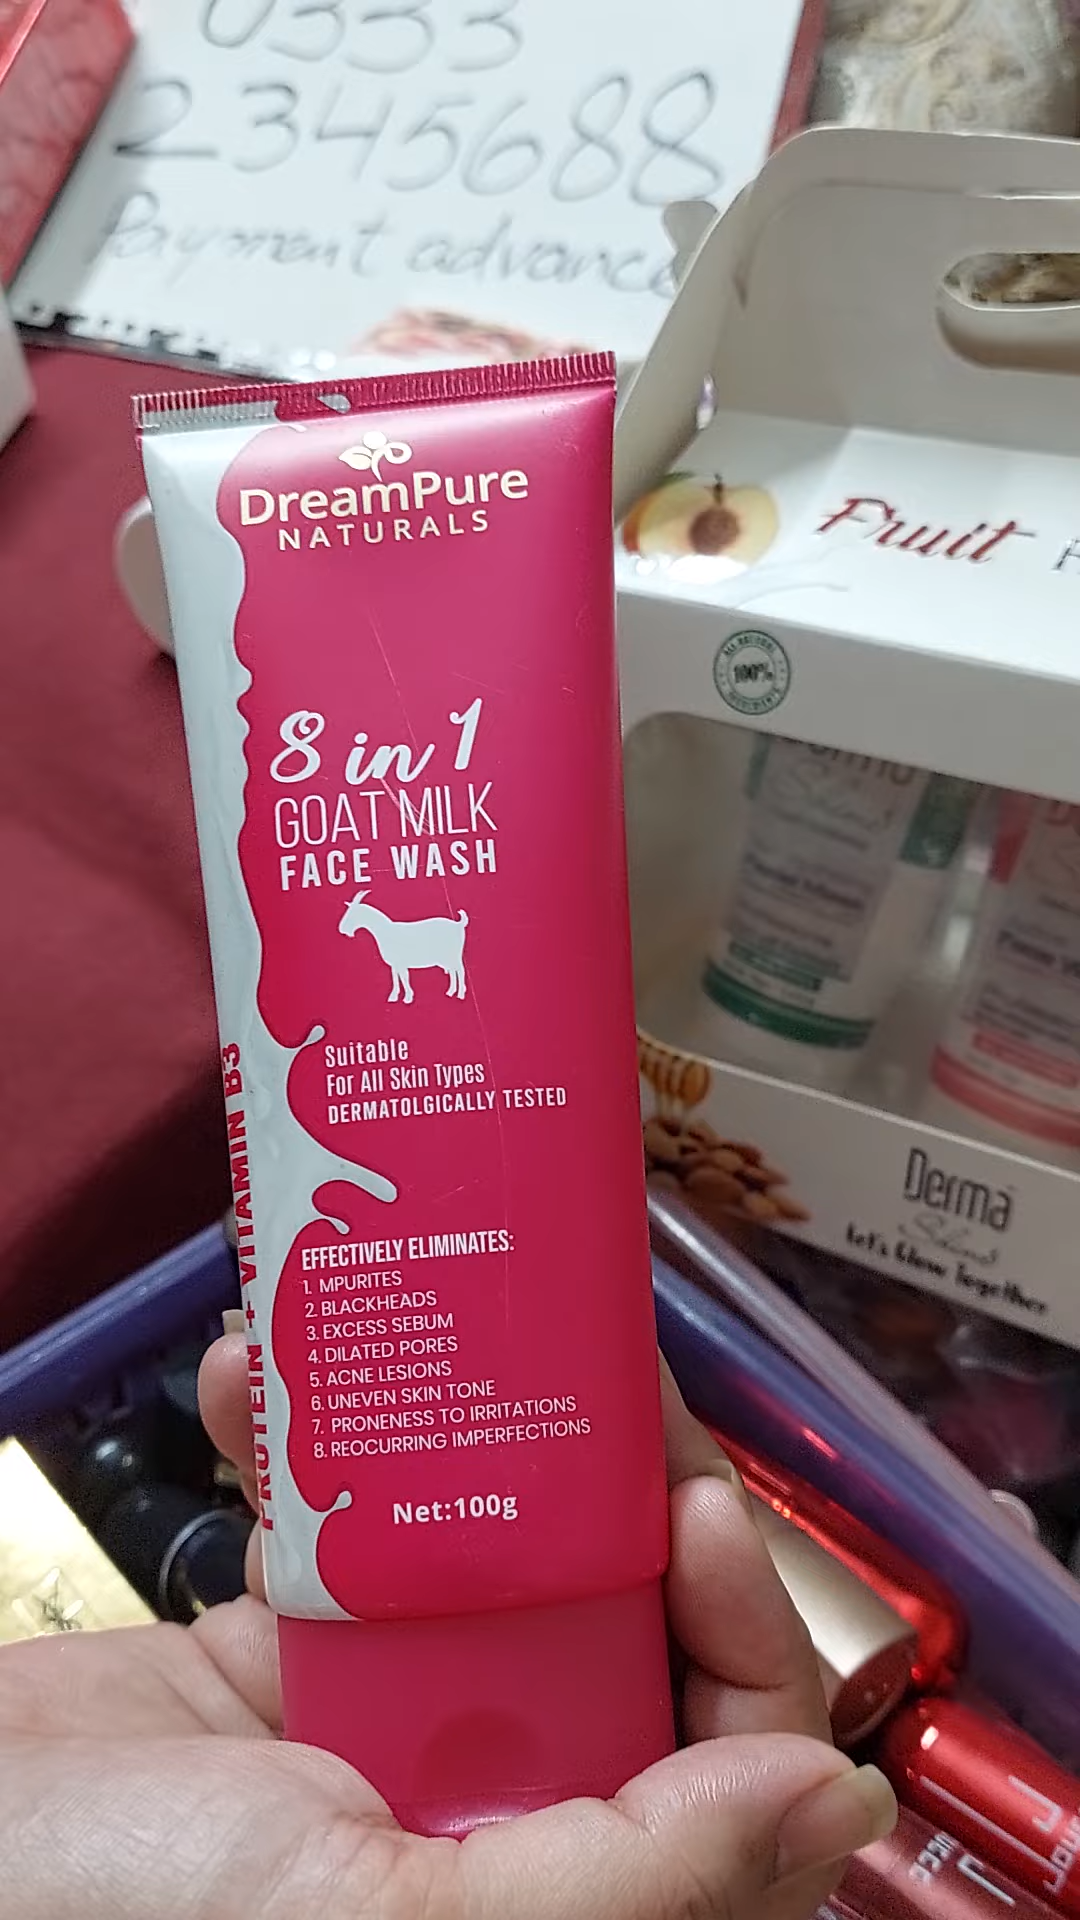 0333
2345688
Payment advance
DreamPure
NATURALS
8 in 1
GOAT MILK
FACE WASH
Suitable
For All Skin Types
DERMATOLGICALLY TESTED
EFFECTIVELY ELIMINATES:
1. MPURITES
2. BLACKHEADS
3. EXCESS SEBUM
4. DILATED PORES
5. ACNE LESIONS
6. UNEVEN SKIN TONE
7. PRONENESS TO IRRITATIONS
8. REOCURRING IMPERFECTIONS
Net:100g
PROTEIN + VITAMIN B3
Fruit
100%
Derma
Shine
Let's Glow Together